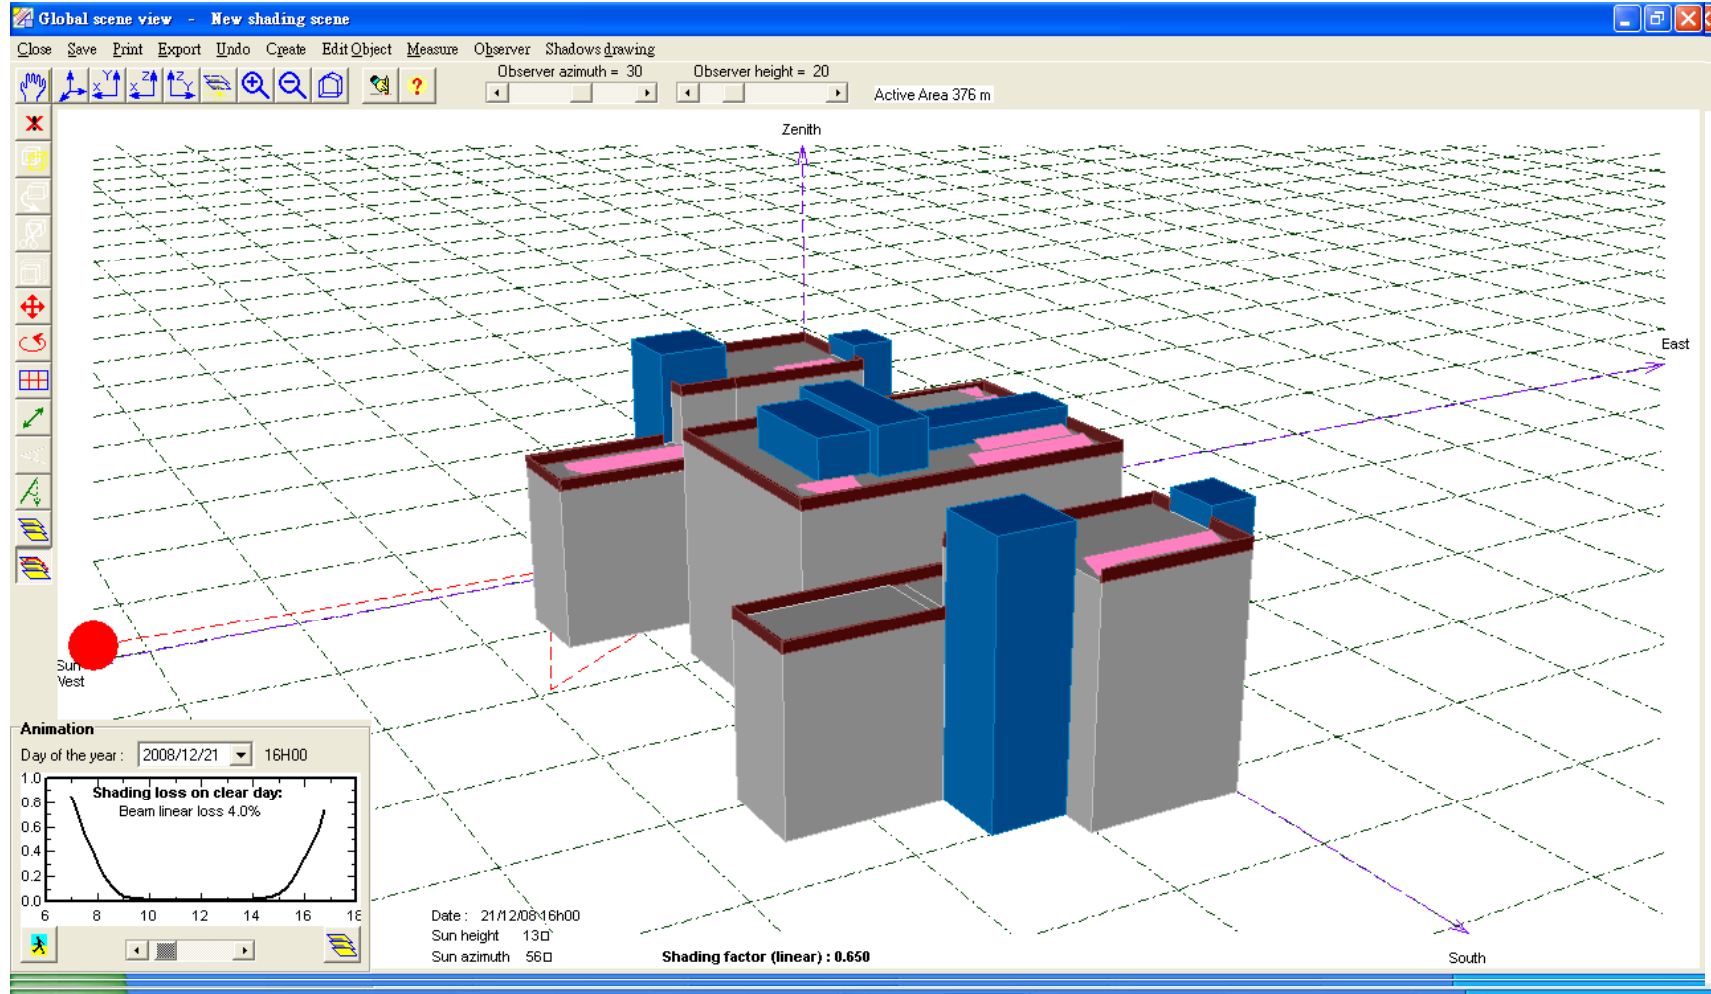 Global scene view - New shading scene
Close Save Print Export Undo Create Edit Object Measure Observer Shadows drawing
Observer azimuth = 30 Observer height = 20
Active Area 376 m
Zenith
East
Sun
West
South
Animation
Day of the year : 2008/12/21 16H00
Shading loss on clear day:
Beam linear loss 4.0%
1.0
0.8
0.6
0.4
0.2
0.0
6 8 10 12 14 16 18
Date : 21/12/08 16h00
Sun height 13□
Sun azimuth 56□
Shading factor (linear) : 0.650